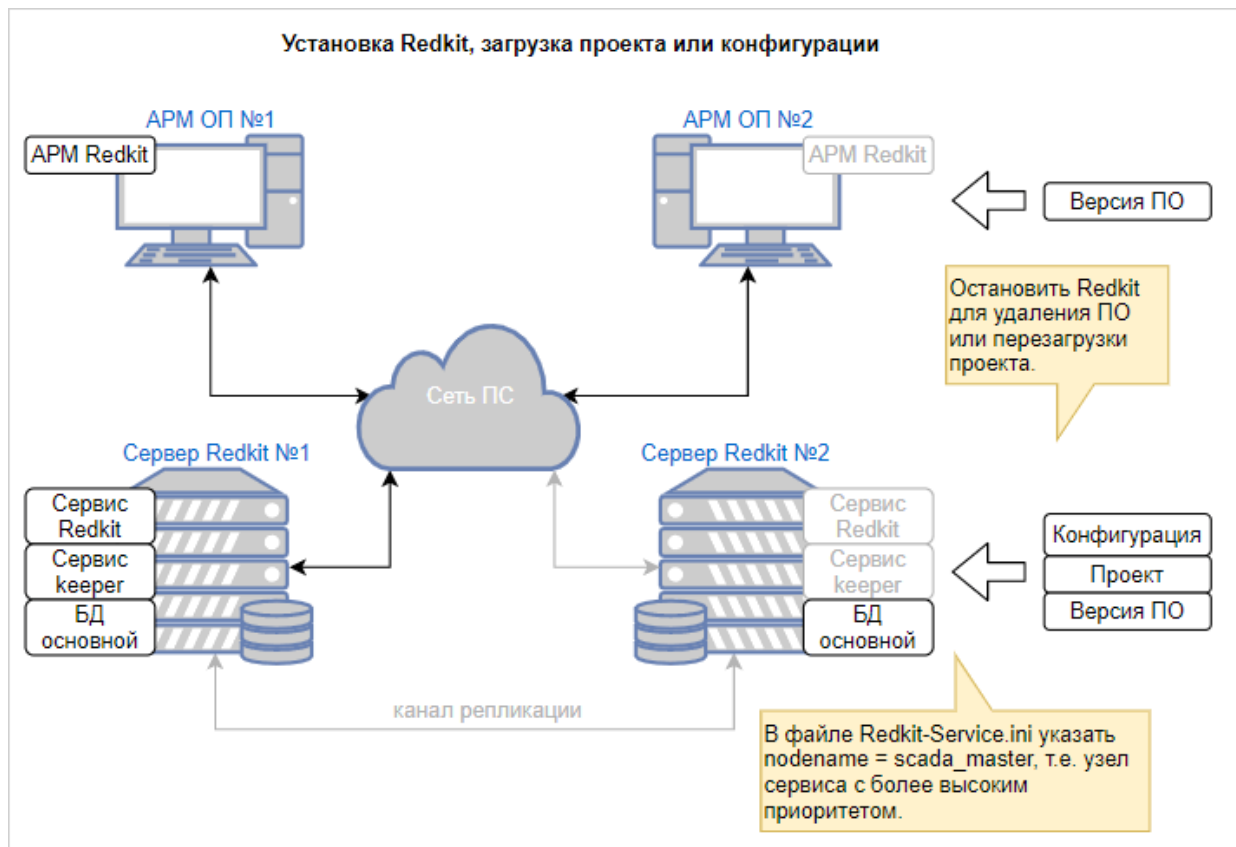 Установка Redkit, загрузка проекта или конфигурации
АРМ ОП №1
АРМ Redkit
АРМ ОП №2
АРМ Redkit
Версия ПО
Остановить Redkit
для удаления ПО
или перезагрузки
проекта.
Сеть ПС
Сервер Redkit №1
Сервис
Redkit
Сервис
keeper
БД
основной
Сервер Redkit №2
Сервис
Redkit
Сервис
keeper
БД
основной
Конфигурация
Проект
Версия ПО
канал репликации
В файле Redkit-Service.ini указать
nodename = scada_master, т.е. узел
сервиса с более высоким
приоритетом.